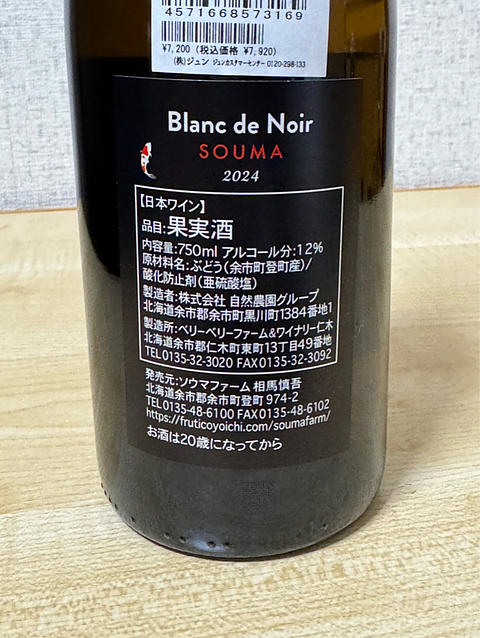 4571668573169
¥7,200 (税込価格 ¥7,920)
(株)ジュン ジュンカスタマーセンター 0120-298-133
Blanc de Noir
SOUMA
2024
【日本ワイン】
品目:果実酒
内容量:750ml アルコール分:12%
原材料名:ぶどう(余市町登町産)/
酸化防止剤(亜硫酸塩)
製造者:株式会社 自然農園グループ
北海道余市郡余市町黒川町1384番地1
製造所:ベリーベリーファーム&ワイナリー仁木
北海道余市郡仁木町東町13丁目49番地
TEL0135-32-3020 FAX0135-32-3092
発売元:ソウマファーム 相馬慎吾
北海道余市郡余市町登町 974-2
TEL0135-48-6100 FAX0135-48-6102
https://fruticoyoichi.com/soumafarm/
お酒は20歳になってから